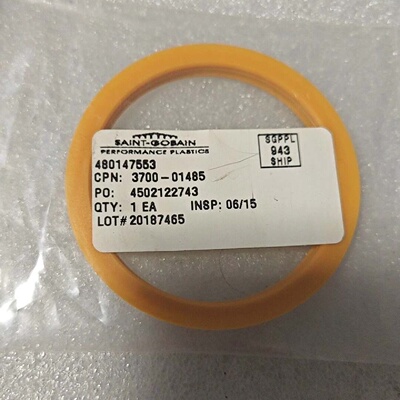 SAINT-GOBAIN
PERFORMANCE PLASTICS
SGPPL
943
SHIP
480147553
CPN: 3700-01485
PO: 4502122743
QTY: 1 EA INSP: 06/15
LOT# 20187465